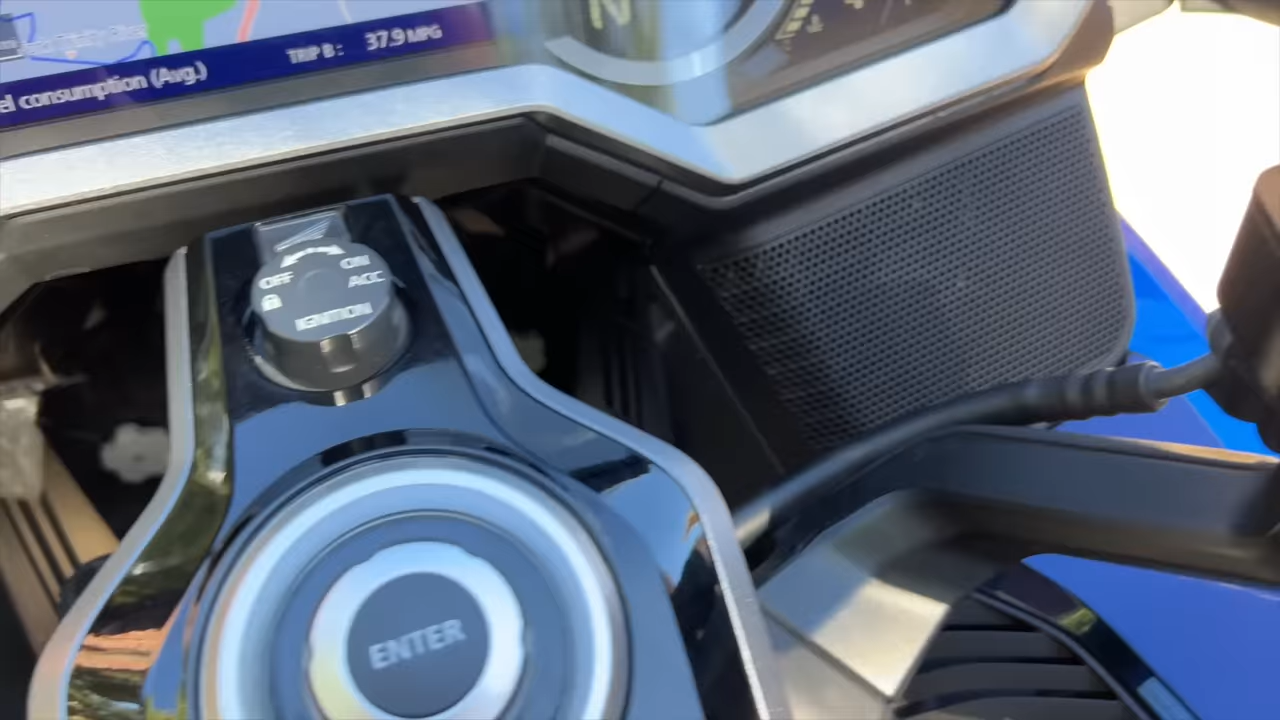 N
TRIP B : 37.9 MPG
el consumption (Avg.)
ON
OFF ACC
IGNITION
ENTER